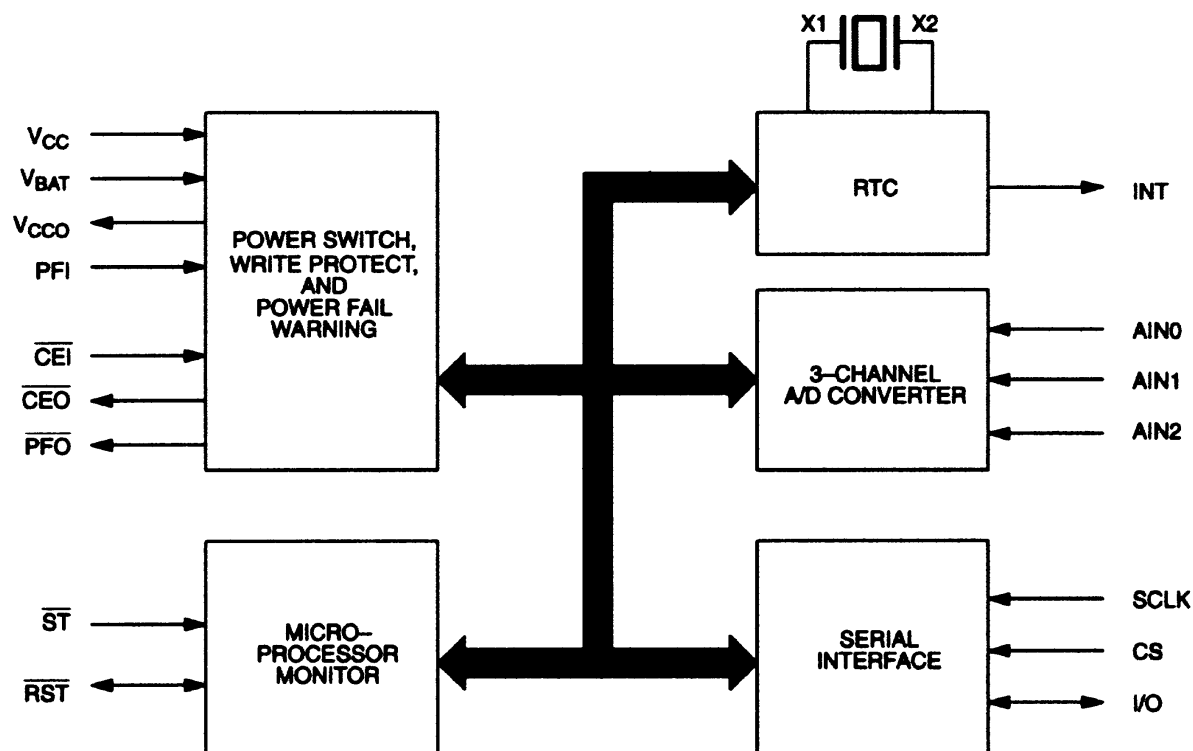 X1 X2
VCC
VBAT
VCCO
PFI
CEI
CEO
PFO
POWER SWITCH,
WRITE PROTECT,
AND
POWER FAIL
WARNING
RTC
INT
3–CHANNEL
A/D CONVERTER
AIN0
AIN1
AIN2
ST
RST
MICRO–
PROCESSOR
MONITOR
SERIAL
INTERFACE
SCLK
CS
I/O